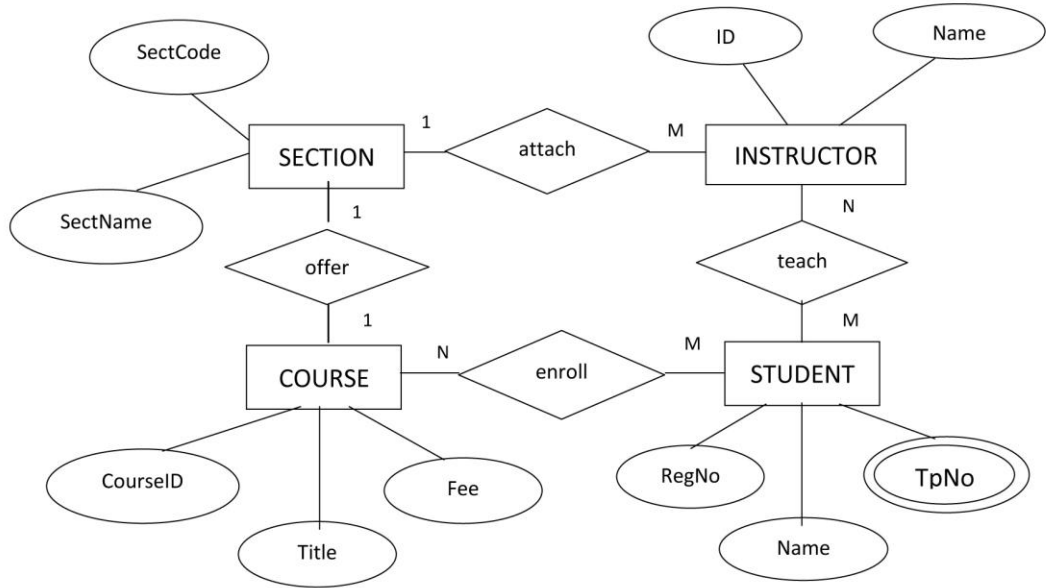 SectCode
ID
Name
1
M
SECTION
attach
INSTRUCTOR
SectName
1
N
offer
teach
1
M
N
M
COURSE
enroll
STUDENT
CourseID
Fee
RegNo
TpNo
Title
Name